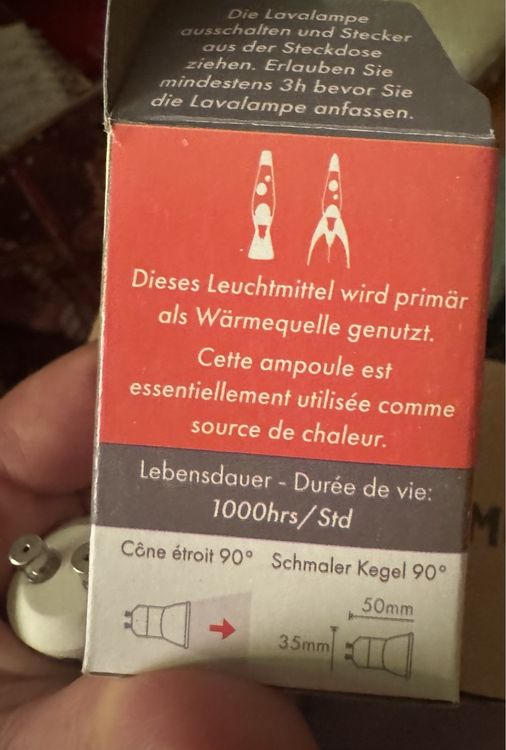 Die Lavalampe
ausschalten und Stecker
aus der Steckdose
ziehen. Erlauben Sie
mindestens 3h bevor Sie
die Lavalampe anfassen.
Dieses Leuchtmittel wird primär
als Wärmequelle genutzt.
Cette ampoule est
essentiellement utilisée comme
source de chaleur.
Lebensdauer - Durée de vie:
1000hrs/Std
Cône étroit 90° Schmaler Kegel 90°
50mm
35mm
M